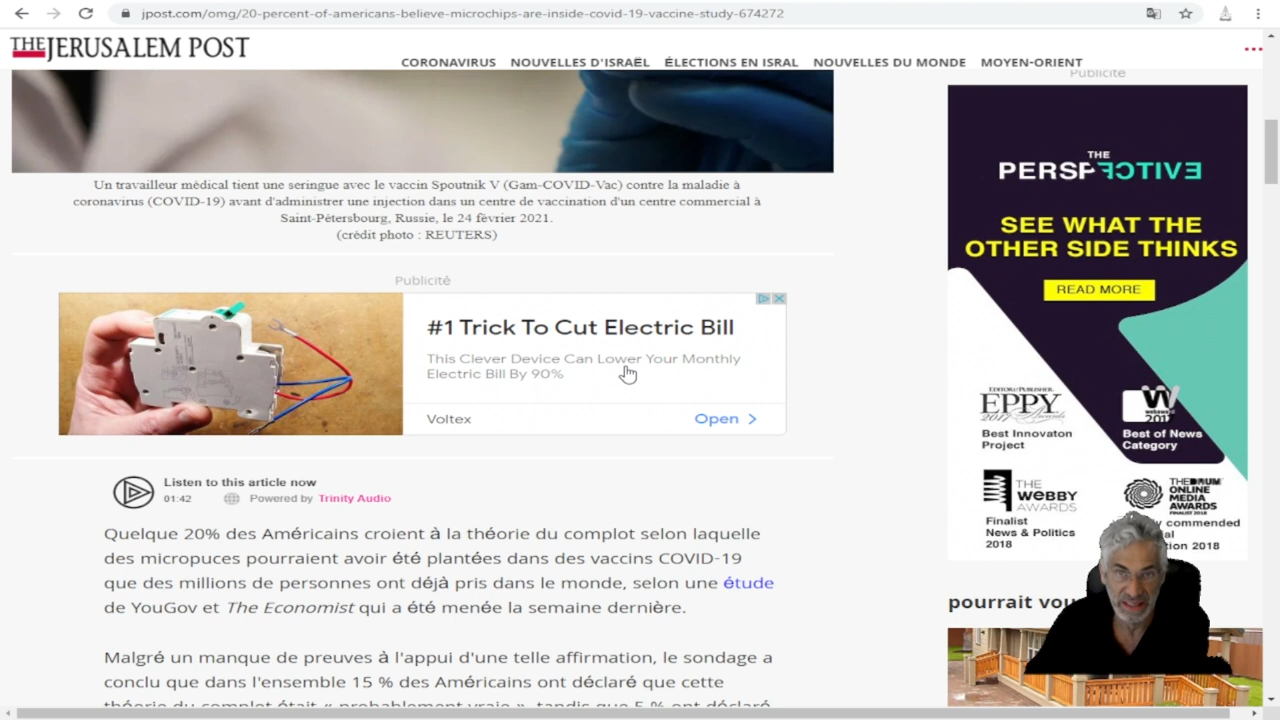 jpost.com/omg/20-percent-of-americans-believe-microchips-are-inside-covid-19-vaccine-study-674272
THE JERUSALEM POST
CORONAVIRUS NOUVELLES D'ISRAËL ÉLECTIONS EN ISRAL NOUVELLES DU MONDE MOYEN-ORIENT
Publicité
THE
PERSPECTIVE
SEE WHAT THE
OTHER SIDE THINKS
READ MORE
EDITOR&PUBLISHER
EPPY
2017 Awards
Best Innovaton
Project
W
webaward
2017
Best of News
Category
THE
WEBBY
AWARDS
Finalist
News & Politics
2018
THE DRUM
ONLINE
MEDIA
AWARDS
FINALIST 2018
commended
2018
pourrait
Un travailleur médical tient une seringue avec le vaccin Spoutnik V (Gam-COVID-Vac) contre la maladie à
coronavirus (COVID-19) avant d'administrer une injection dans un centre de vaccination d'un centre commercial à
Saint-Pétersbourg, Russie, le 24 février 2021.
(crédit photo : REUTERS)
Publicité
#1 Trick To Cut Electric Bill
This Clever Device Can Lower Your Monthly
Electric Bill By 90%
Voltex
Open
Listen to this article now
01:42 Powered by Trinity Audio
Quelque 20% des Américains croient à la théorie du complot selon laquelle
des micropuces pourraient avoir été plantées dans des vaccins COVID-19
que des millions de personnes ont déjà pris dans le monde, selon une étude
de YouGov et The Economist qui a été menée la semaine dernière.
Malgré un manque de preuves à l'appui d'une telle affirmation, le sondage a
conclu que dans l'ensemble 15 % des Américains ont déclaré que cette
théorie du complot était « probablement vraie », tandis que 5 % ont déclaré